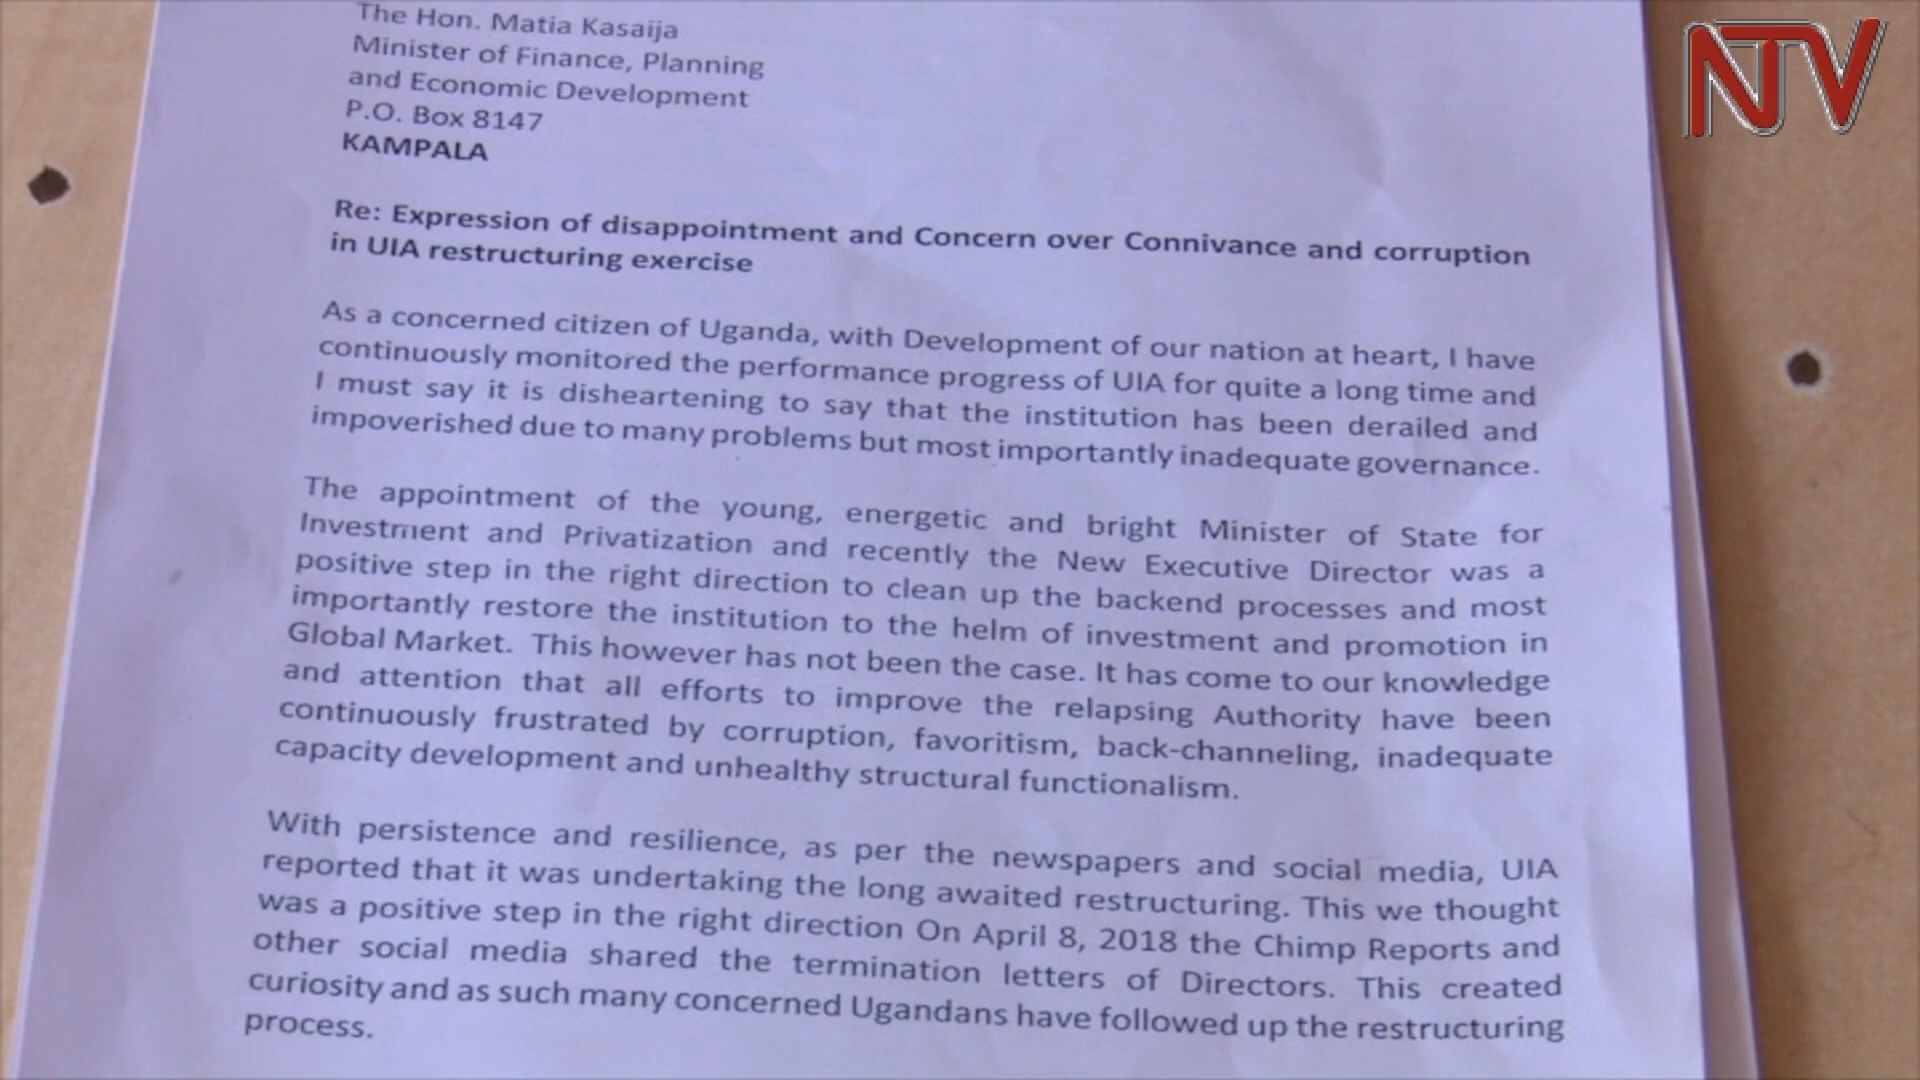 NTV
The Hon. Matia Kasaija
Minister of Finance, Planning
and Economic Development
P.O. Box 8147
KAMPALA
Re: Expression of disappointment and Concern over Connivance and corruption
in UIA restructuring exercise
As a concerned citizen of Uganda, with Development of our nation at heart, I have
continuously monitored the performance progress of UIA for quite a long time and
I must say it is disheartening to say that the institution has been derailed and
impoverished due to many problems but most importantly inadequate governance.
The appointment of the young, energetic and bright Minister of State for
Investment and Privatization and recently the New Executive Director was a
positive step in the right direction to clean up the backend processes and most
importantly restore the institution to the helm of investment and promotion in
Global Market. This however has not been the case. It has come to our knowledge
and attention that all efforts to improve the relapsing Authority have been
continuously frustrated by corruption, favoritism, back-channeling, inadequate
capacity development and unhealthy structural functionalism.
With persistence and resilience, as per the newspapers and social media, UIA
reported that it was undertaking the long awaited restructuring. This we thought
was a positive step in the right direction On April 8, 2018 the Chimp Reports and
other social media shared the termination letters of Directors. This created
curiosity and as such many concerned Ugandans have followed up the restructuring
process.